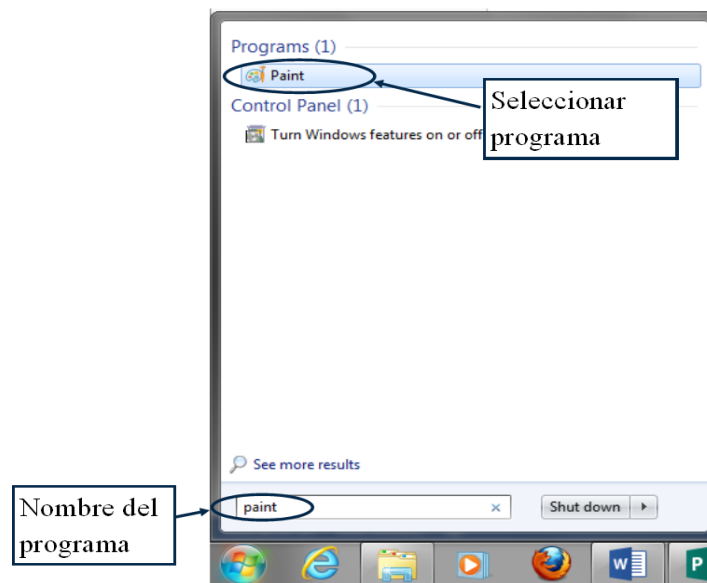 Programs (1)
Paint
Seleccionar
programa
Control Panel (1)
Turn Windows features on or off
See more results
Nombre del
programa
paint
Shut down
W
P